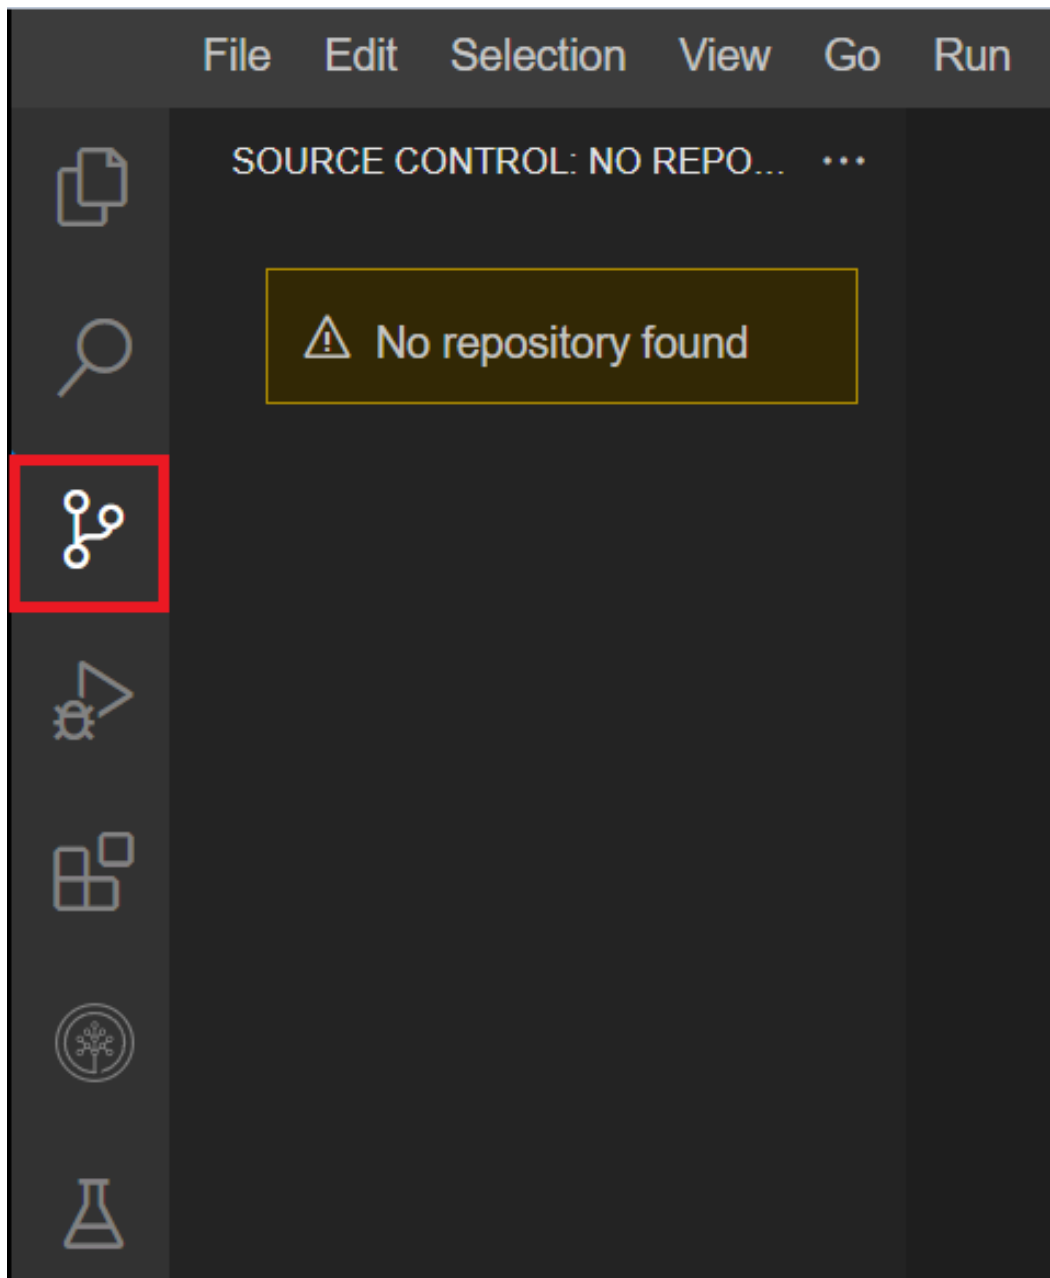 File Edit Selection View Go Run
SOURCE CONTROL: NO REPO... ...
No repository found